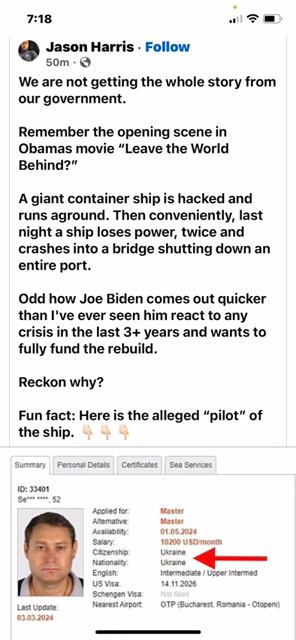 7:18
Jason Harris · Follow
50m ·
We are not getting the whole story from
our government.
Remember the opening scene in
Obamas movie “Leave the World
Behind?”
A giant container ship is hacked and
runs aground. Then conveniently, last
night a ship loses power, twice and
crashes into a bridge shutting down an
entire port.
Odd how Joe Biden comes out quicker
than I've ever seen him react to any
crisis in the last 3+ years and wants to
fully fund the rebuild.
Reckon why?
Fun fact: Here is the alleged “pilot” of
the ship. 👇🏻👇🏻👇🏻
Summary Personal Details Certificates Sea Services
ID: 33401
Se*** ****, 52
Applied for: Master
Alternative: Master
Availability: 01.05.2024
Salary: 10200 USD/month
Citizenship: Ukraine
Nationality: Ukraine
English: Intermediate / Upper Intermed
US Visa: 14.11.2026
Schengen Visa: Not filled
Nearest Airport: OTP (Bucharest, Romania - Otopeni)
Last Update:
03.03.2024